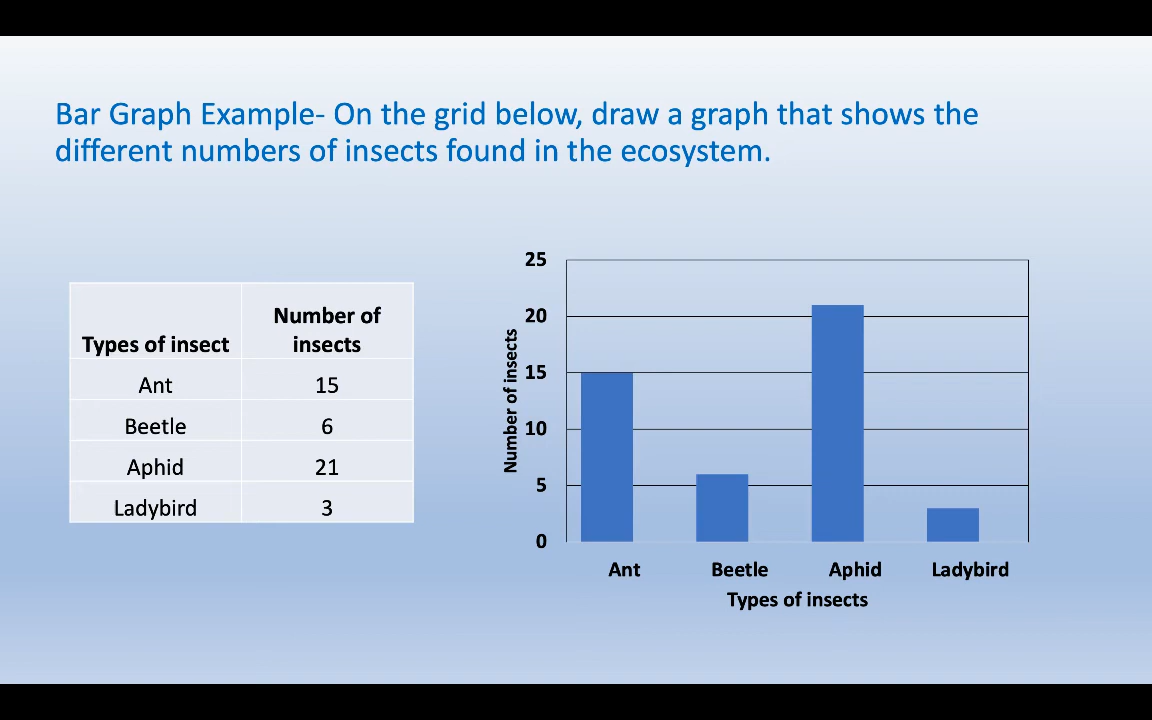 Bar Graph Example- On the grid below, draw a graph that shows the
different numbers of insects found in the ecosystem.
Types of insect
Number of
insects
Ant 15
Beetle 6
Aphid 21
Ladybird 3
Number of insects
25
20
15
10
5
0
Ant Beetle Aphid Ladybird
Types of insects